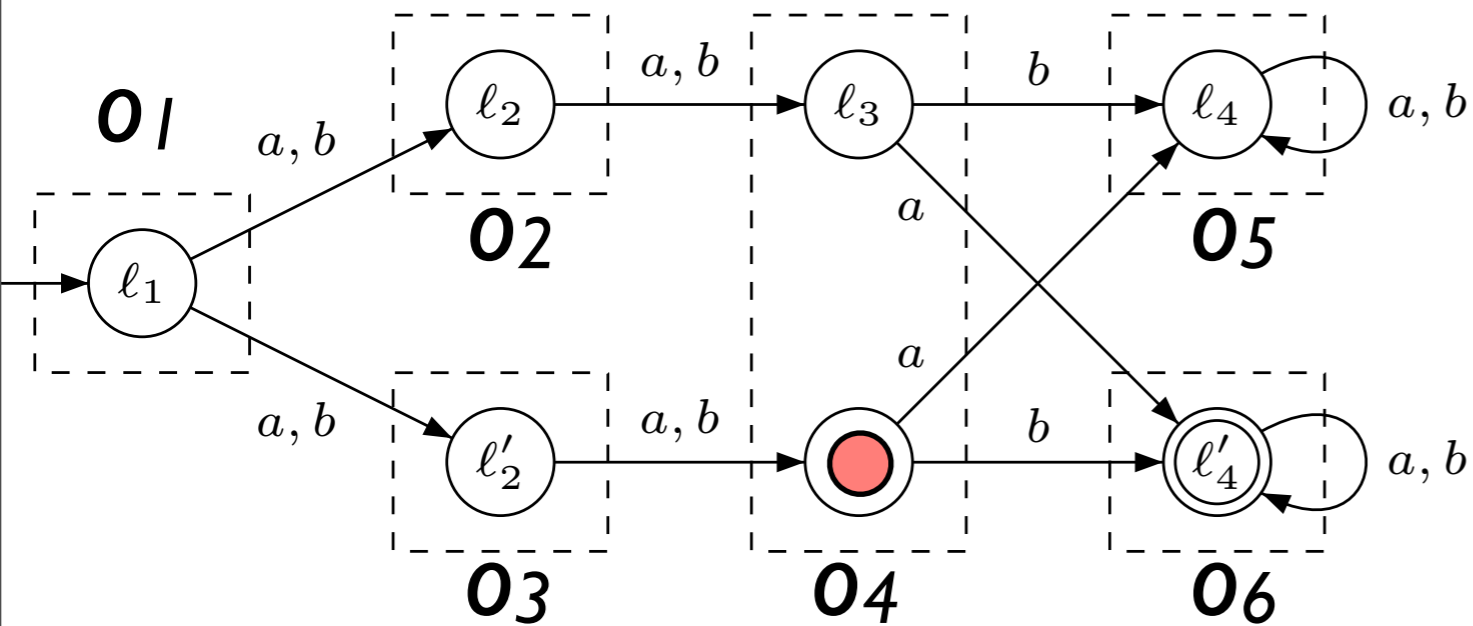 a, b b
ℓ2 ℓ3 ℓ4 a, b
o1
a, b
a
o2 o5
ℓ1
a
a, b a, b b
ℓ′2 ℓ′4 a, b
o3 o4 o6